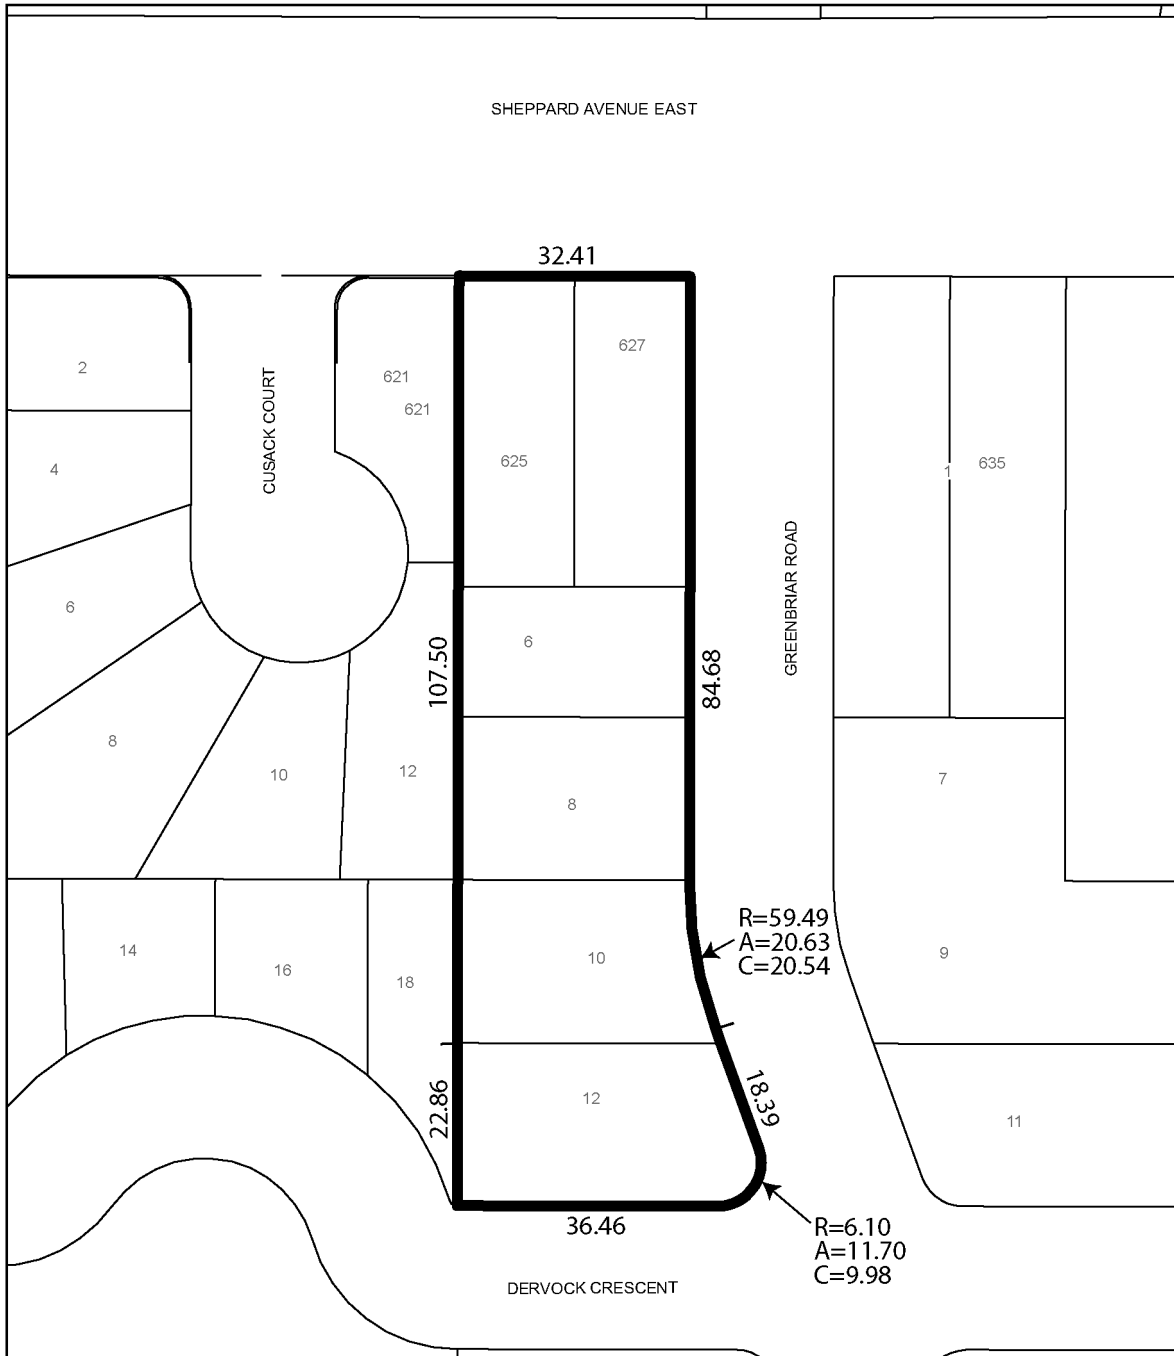 SHEPPARD AVENUE EAST
32.41
2
621
621
627
CUSACK COURT
4
625
1
635
GREENBRIAR ROAD
6
6
107.50
84.68
8
10
12
8
7
14
16
18
10
R=59.49
A=20.63
C=20.54
9
22.86
12
18.39
11
36.46
R=6.10
A=11.70
C=9.98
DERVOCK CRESCENT